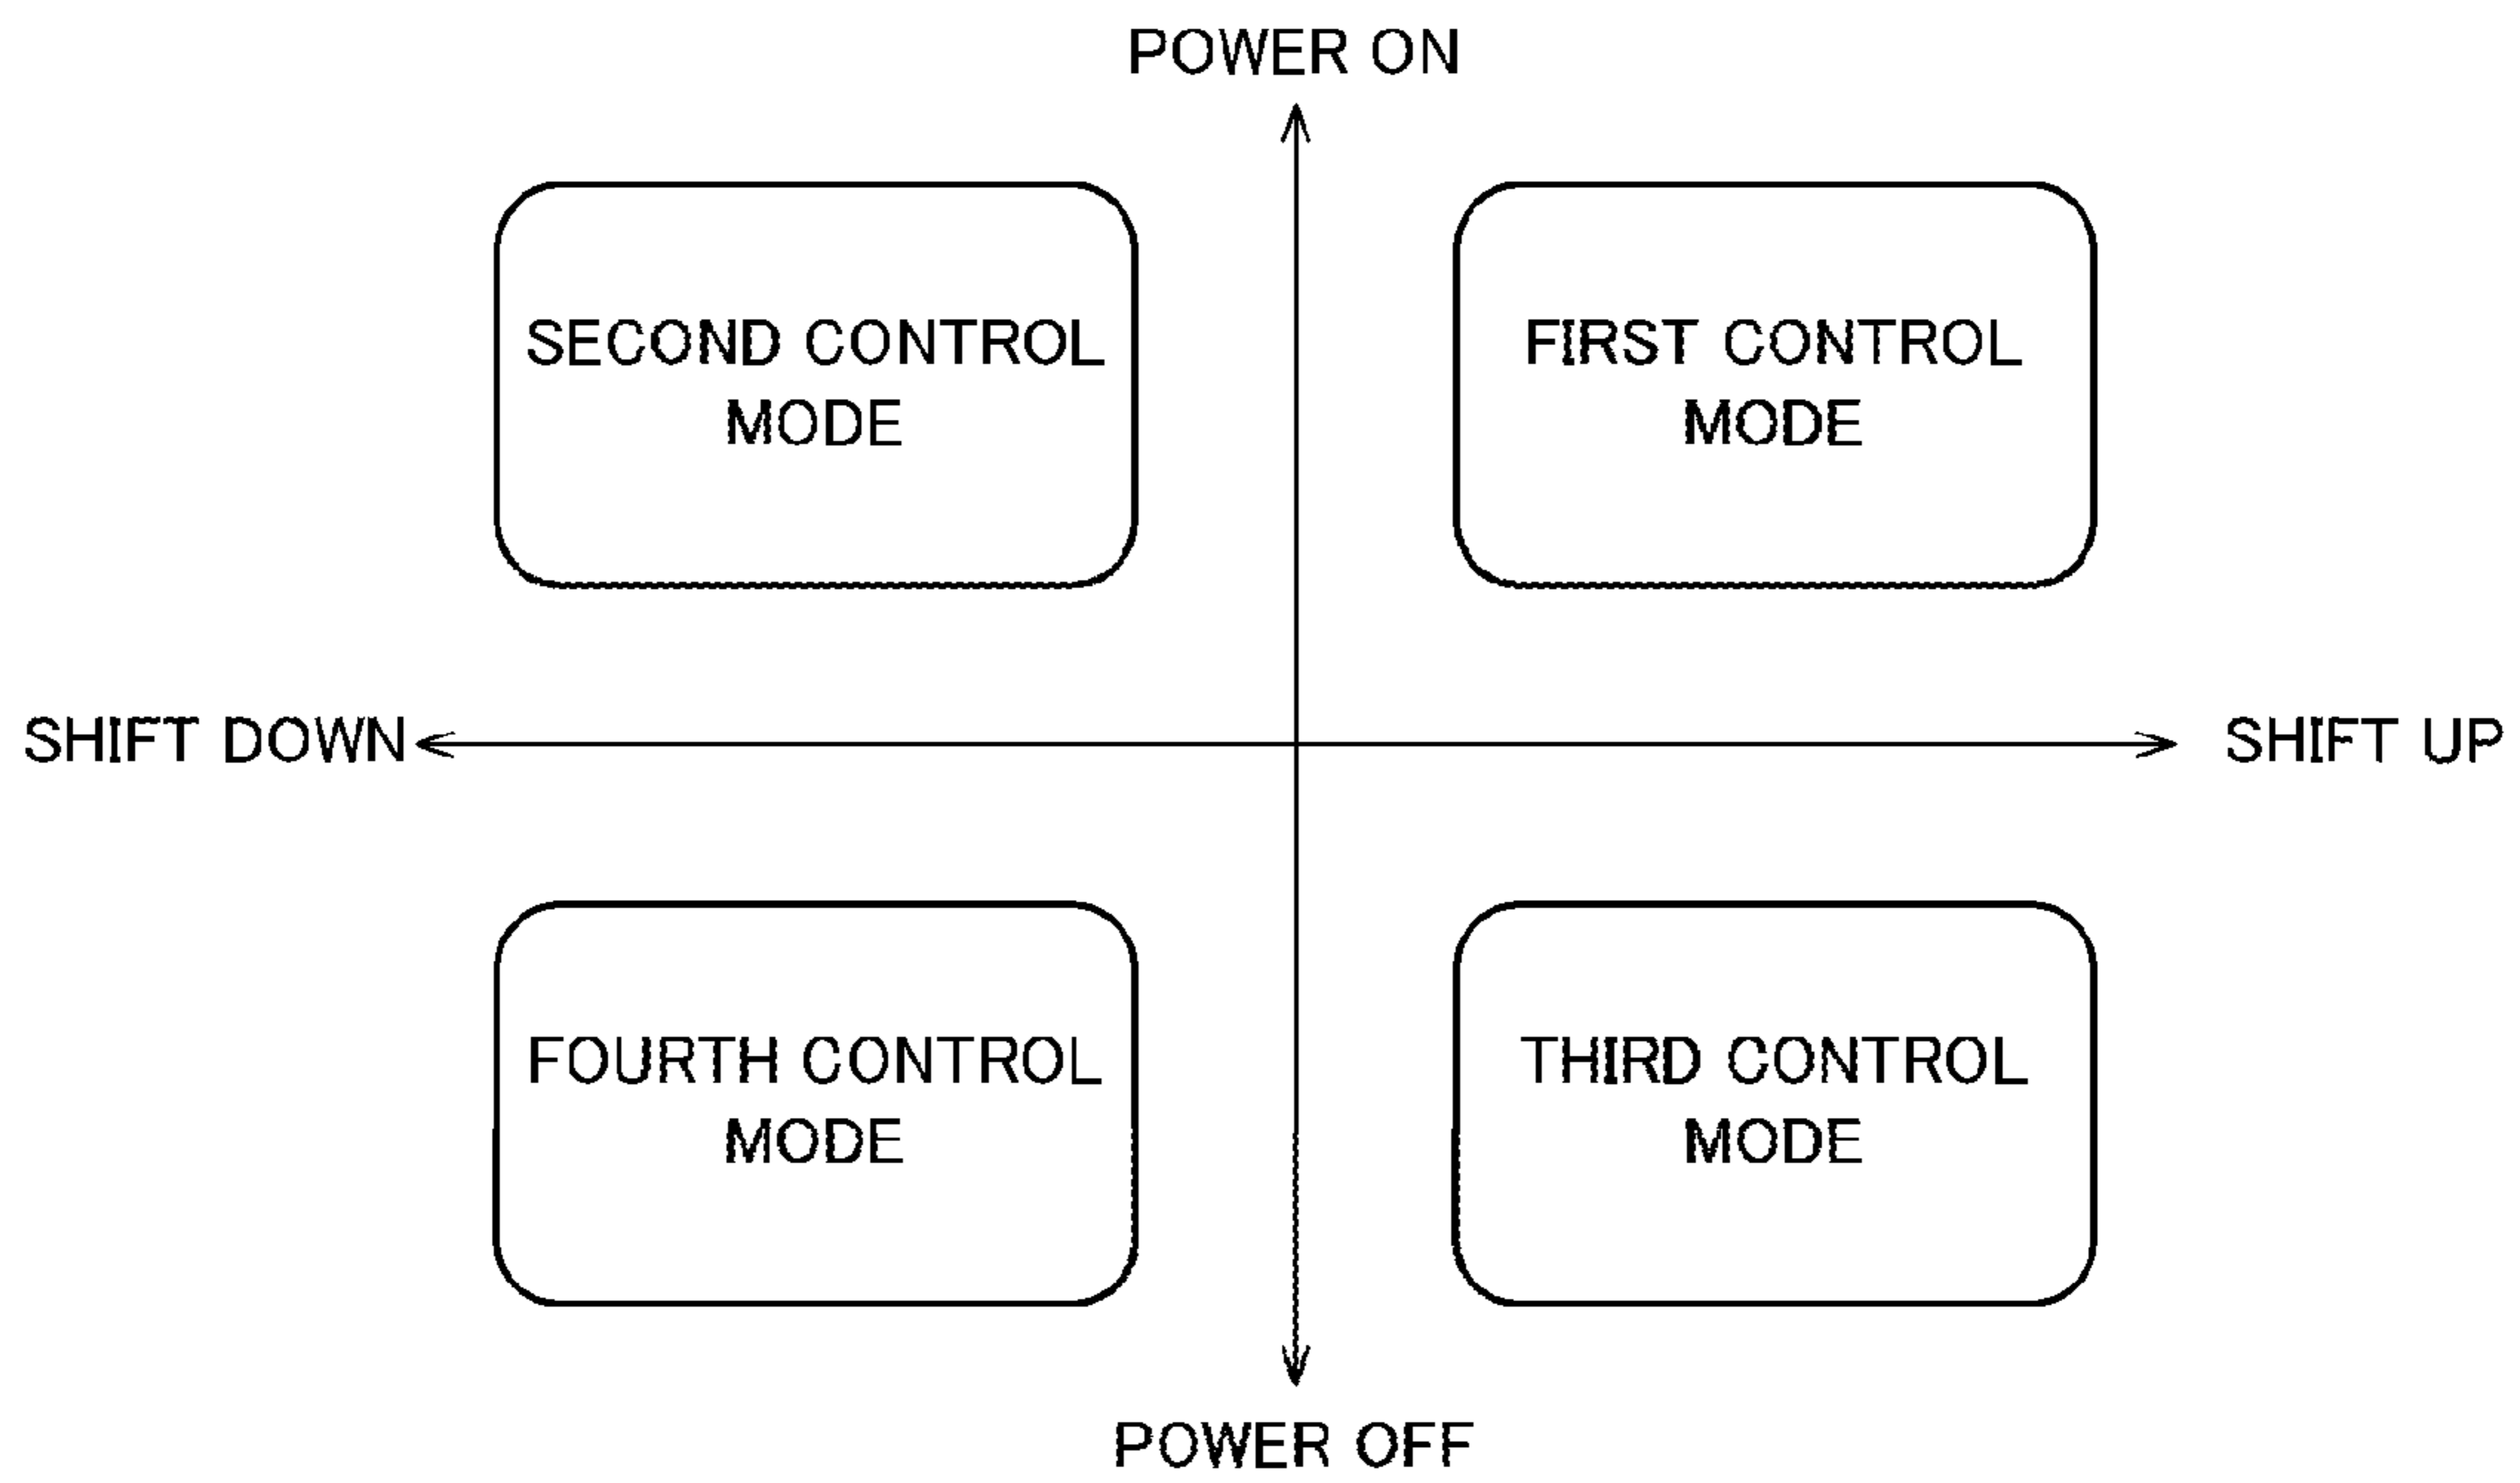 POWER ON
SECOND CONTROL
MODE
FIRST CONTROL
MODE
SHIFT DOWN
SHIFT UP
FOURTH CONTROL
MODE
THIRD CONTROL
MODE
POWER OFF